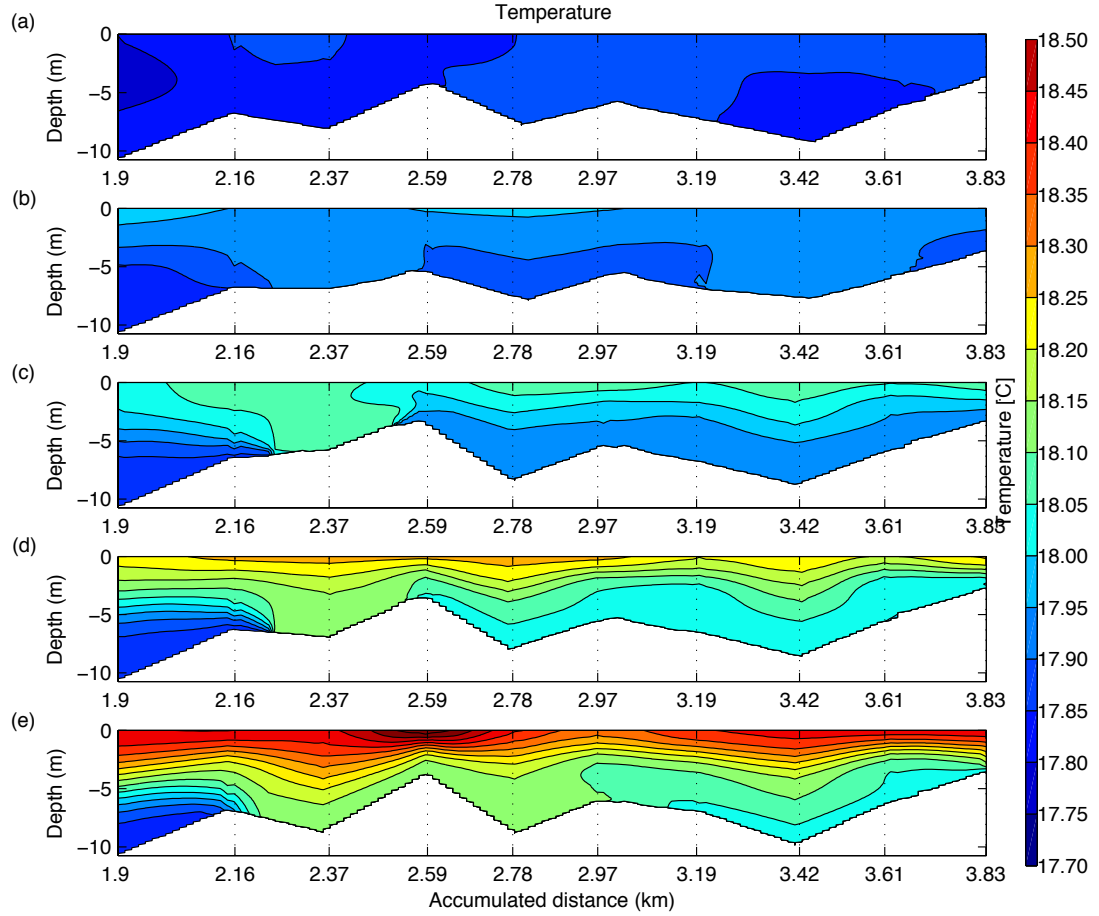 Temperature
(a)
Depth (m)
0
−5
−10
1.9 2.16 2.37 2.59 2.78 2.97 3.19 3.42 3.61 3.83
(b)
Depth (m)
0
−5
−10
1.9 2.16 2.37 2.59 2.78 2.97 3.19 3.42 3.61 3.83
(c)
Depth (m)
0
−5
−10
1.9 2.16 2.37 2.59 2.78 2.97 3.19 3.42 3.61 3.83
(d)
Depth (m)
0
−5
−10
1.9 2.16 2.37 2.59 2.78 2.97 3.19 3.42 3.61 3.83
(e)
Depth (m)
0
−5
−10
1.9 2.16 2.37 2.59 2.78 2.97 3.19 3.42 3.61 3.83
Accumulated distance (km)
Temperature [C]
18.50
18.40
18.35
18.30
18.25
18.20
18.15
18.10
18.05
18.00
17.95
17.90
17.85
17.80
17.75
17.70